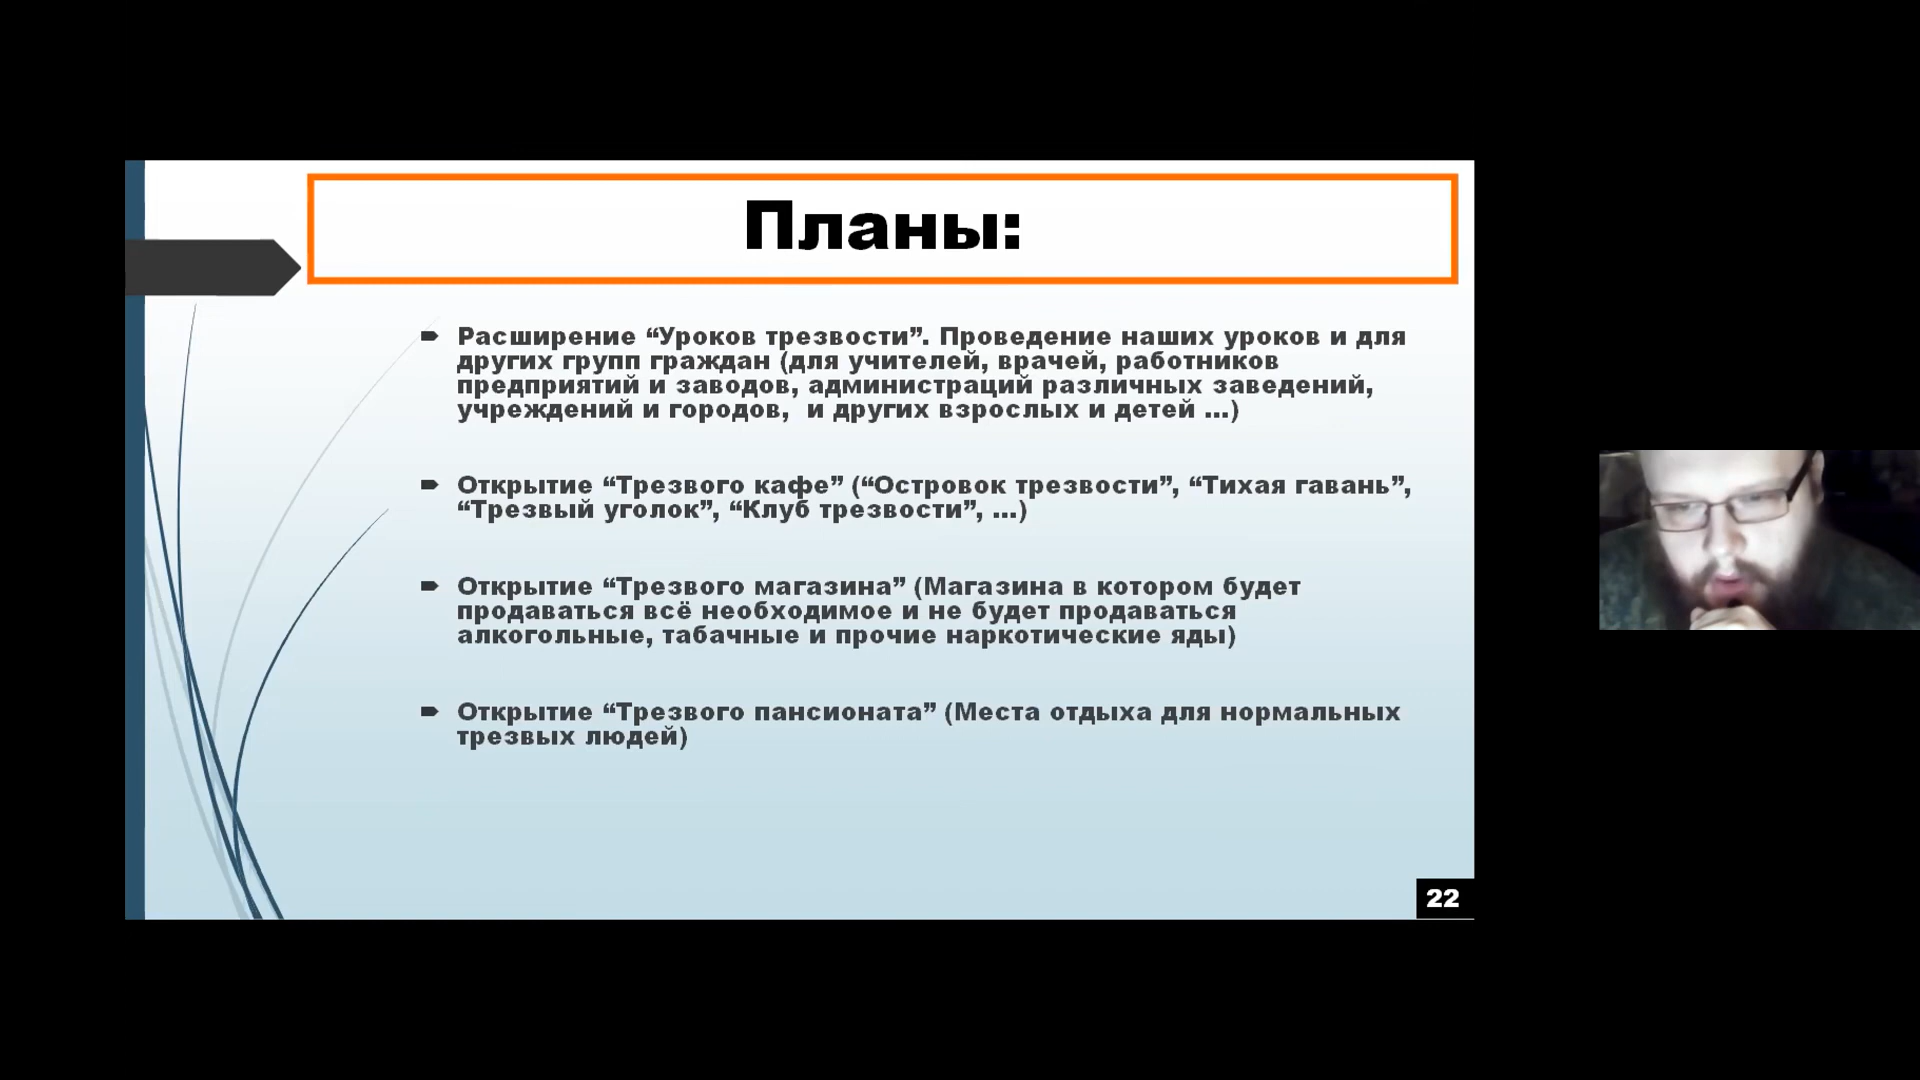 Планы:
Расширение “Уроков трезвости”. Проведение наших уроков и для
других групп граждан (для учителей, врачей, работников
предприятий и заводов, администраций различных заведений,
учреждений и городов,  и других взрослых и детей ...)
Открытие “Трезвого кафе” (“Островок трезвости”, “Тихая гавань”,
“Трезвый уголок”, “Клуб трезвости”, ...)
Открытие “Трезвого магазина” (Магазина в котором будет
продаваться всё необходимое и не будет продаваться
алкогольные, табачные и прочие наркотические яды)
Открытие “Трезвого пансионата” (Места отдыха для нормальных
трезвых людей)
22